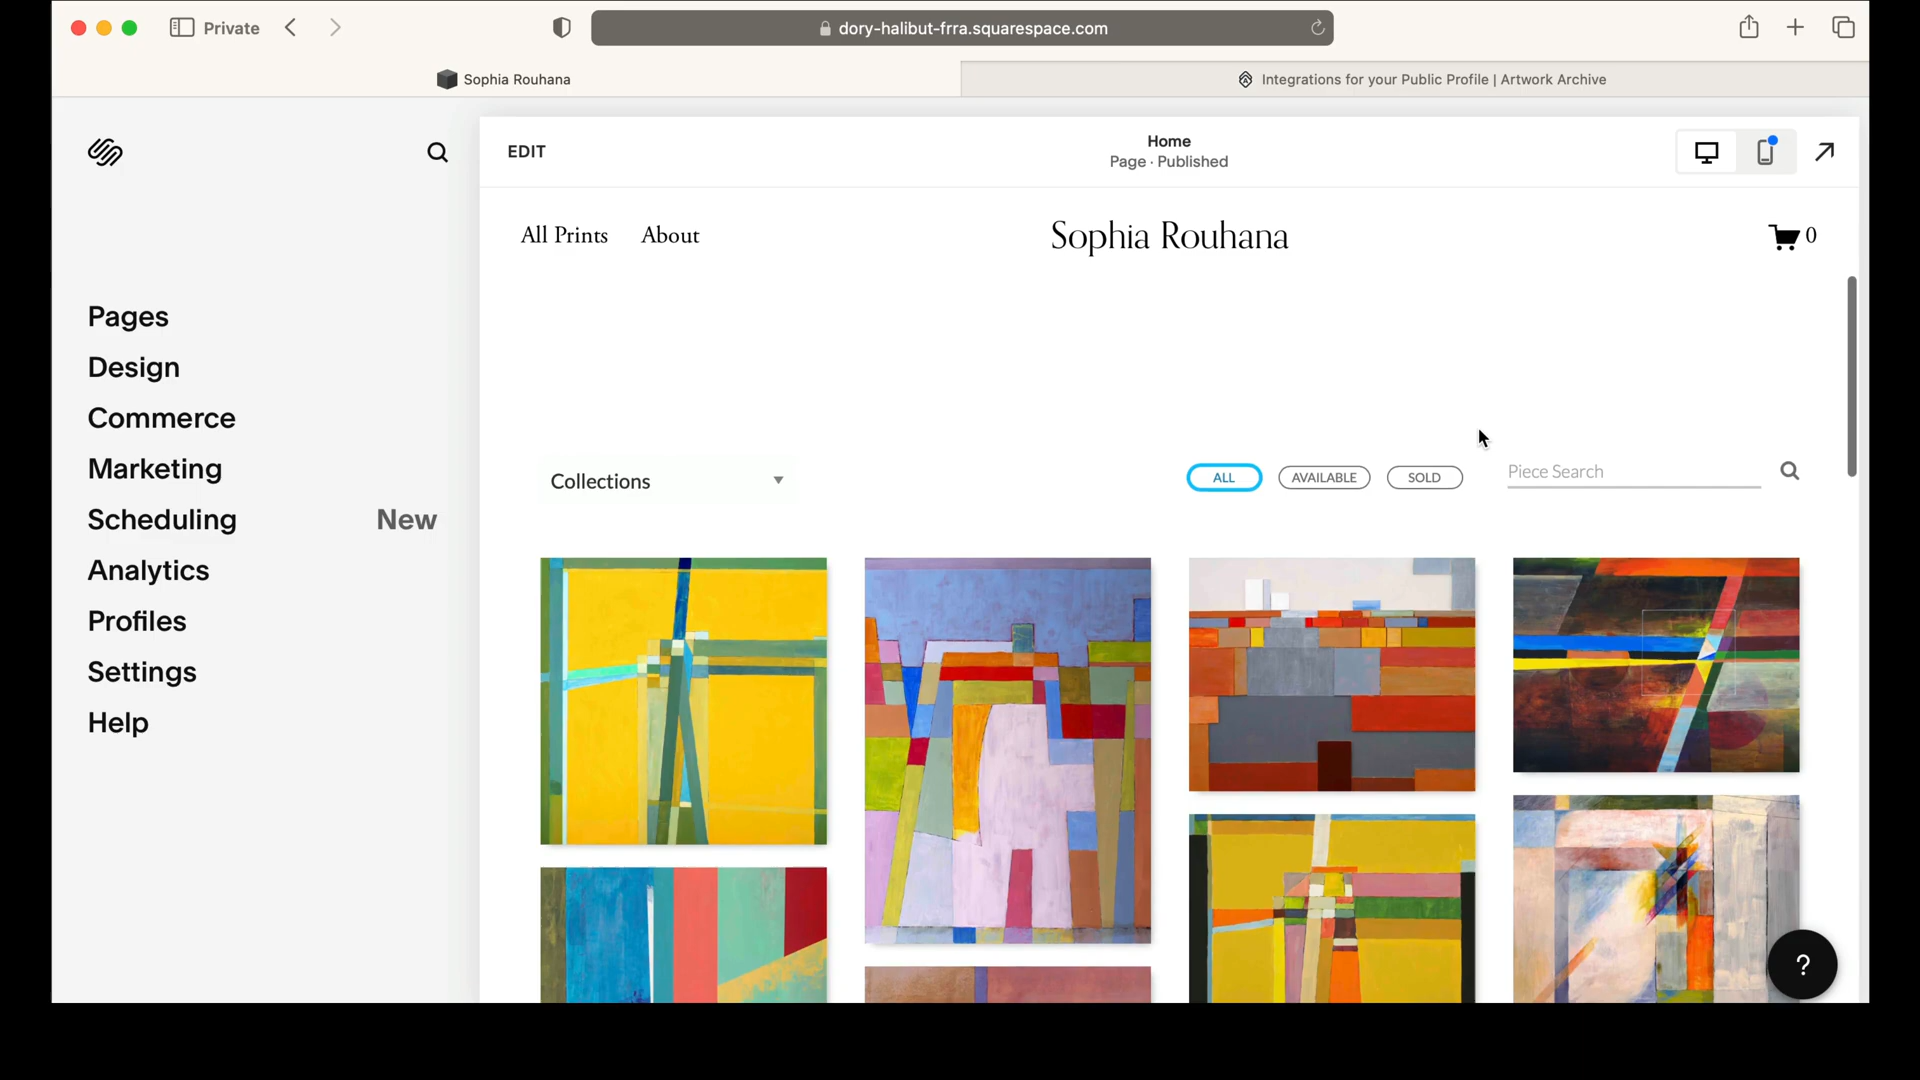 Private
dory-halibut-frra.squarespace.com
Sophia Rouhana
Integrations for your Public Profile | Artwork Archive
EDIT
Home
Page · Published
All Prints
About
Sophia Rouhana
0
Pages
Design
Commerce
Marketing
Scheduling
New
Analytics
Profiles
Settings
Help
Collections
ALL
AVAILABLE
SOLD
Piece Search
?